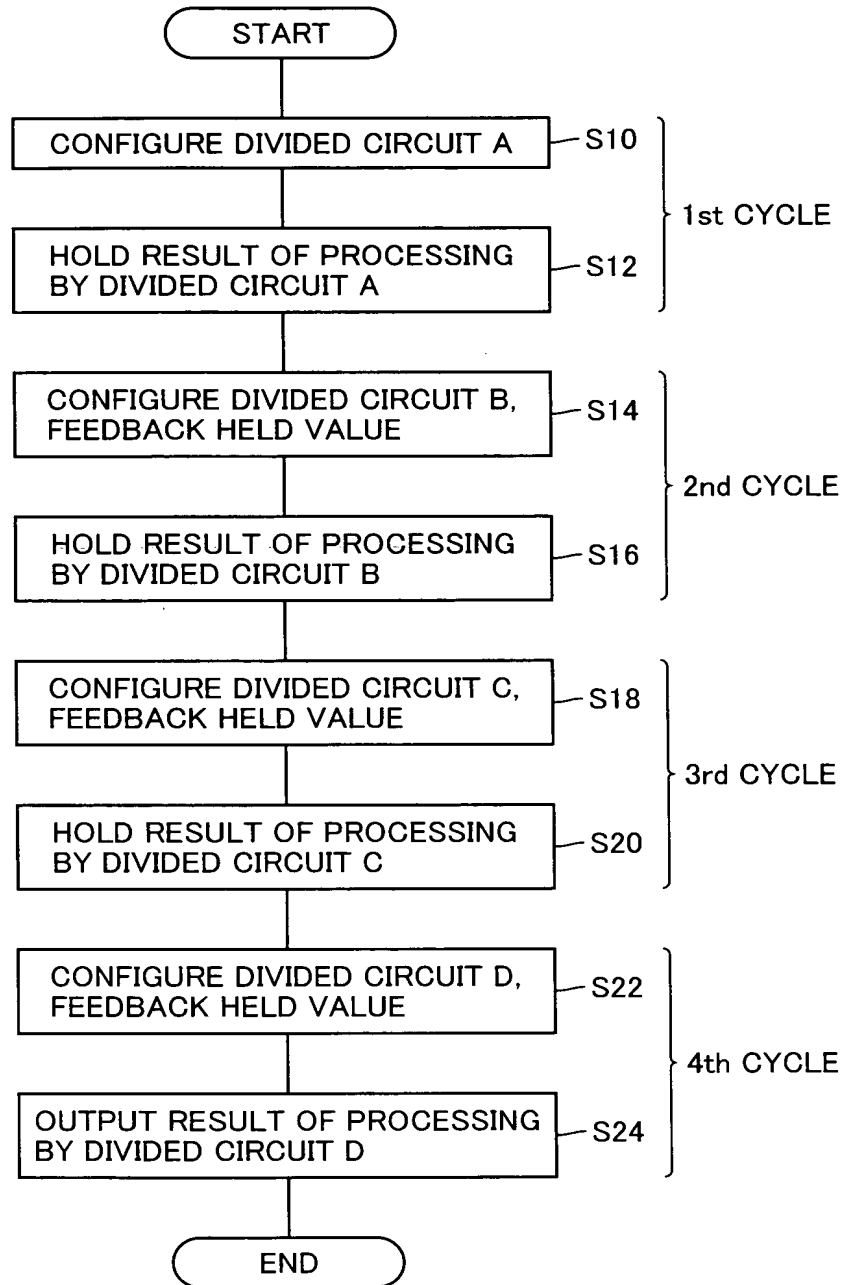 START
CONFIGURE DIVIDED CIRCUIT A
S10
1st CYCLE
HOLD RESULT OF PROCESSING
BY DIVIDED CIRCUIT A
S12
CONFIGURE DIVIDED CIRCUIT B,
FEEDBACK HELD VALUE
S14
2nd CYCLE
HOLD RESULT OF PROCESSING
BY DIVIDED CIRCUIT B
S16
CONFIGURE DIVIDED CIRCUIT C,
FEEDBACK HELD VALUE
S18
3rd CYCLE
HOLD RESULT OF PROCESSING
BY DIVIDED CIRCUIT C
S20
CONFIGURE DIVIDED CIRCUIT D,
FEEDBACK HELD VALUE
S22
4th CYCLE
OUTPUT RESULT OF PROCESSING
BY DIVIDED CIRCUIT D
S24
END